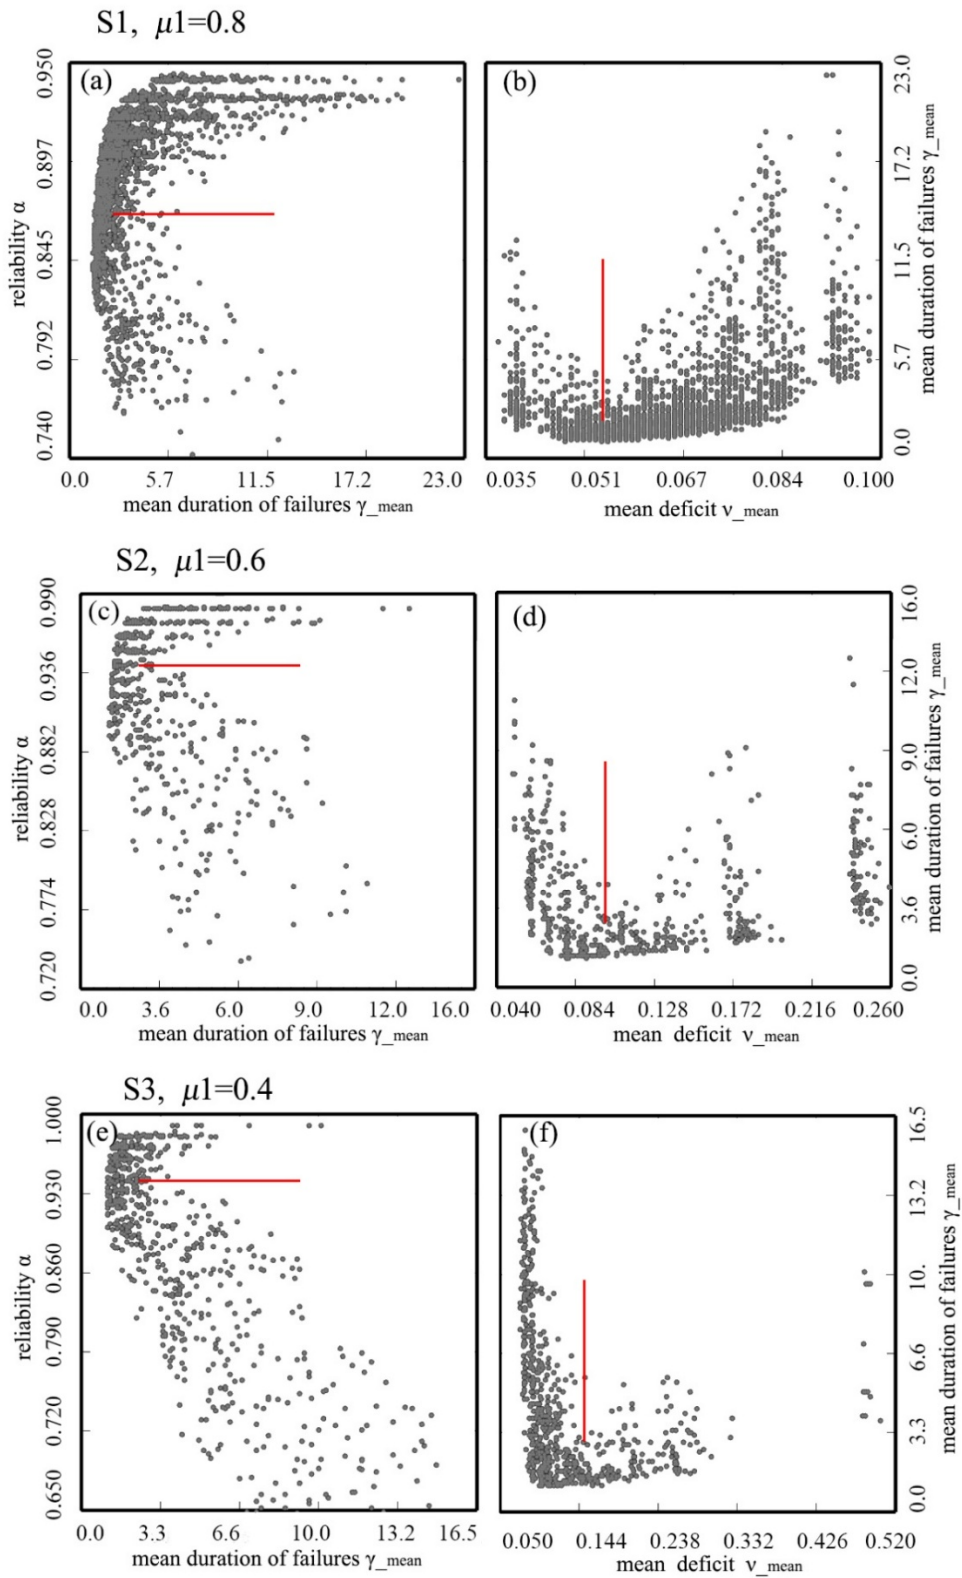 S1, μ1=0.8
(a)
0.950
0.897
0.845
0.792
0.740
reliability α
0.0 5.7 11.5 17.2 23.0
mean duration of failures γ_mean
(b)
23.0
17.2
11.5
5.7
0.0
mean duration of failures γ_mean
0.035 0.051 0.067 0.084 0.100
mean deficit ν_mean
S2, μ1=0.6
(c)
0.990
0.936
0.882
0.828
0.774
0.720
reliability α
0.0 3.6 6.0 9.0 12.0 16.0
mean duration of failures γ_mean
(d)
16.0
12.0
9.0
6.0
3.6
0.0
mean duration of failures γ_mean
0.040 0.084 0.128 0.172 0.216 0.260
mean deficit ν_mean
S3, μ1=0.4
(e)
1.000
0.930
0.860
0.790
0.720
0.650
reliability α
0.0 3.3 6.6 10.0 13.2 16.5
mean duration of failures γ_mean
(f)
16.5
13.2
10.
6.6
3.3
0.0
mean duration of failures γ_mean
0.050 0.144 0.238 0.332 0.426 0.520
mean deficit ν_mean